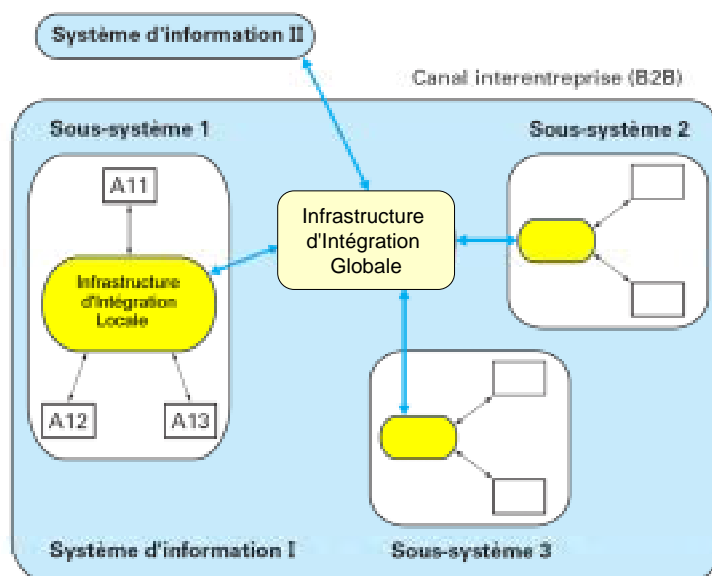 Système d'information II
Canal interentreprise (B2B)
Sous-système 1
Sous-système 2
A11
Infrastructure
d'Intégration
Globale
Infrastructure
d'Intégration
Locale
A12
A13
Système d'information I
Sous-système 3